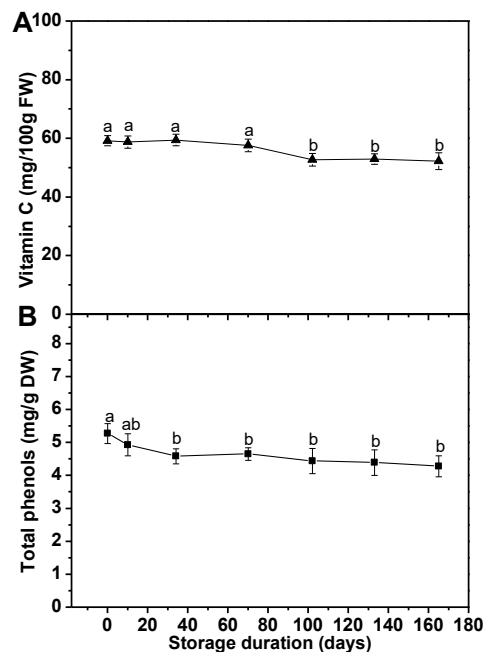 A
100
80
60
40
20
0
Vitamin C (mg/100g FW)
a a a a b b b
B
8
7
6
5
4
3
2
1
0
Total phenols (mg/g DW)
a ab b b b b b
0 20 40 60 80 100 120 140 160 180
Storage duration (days)